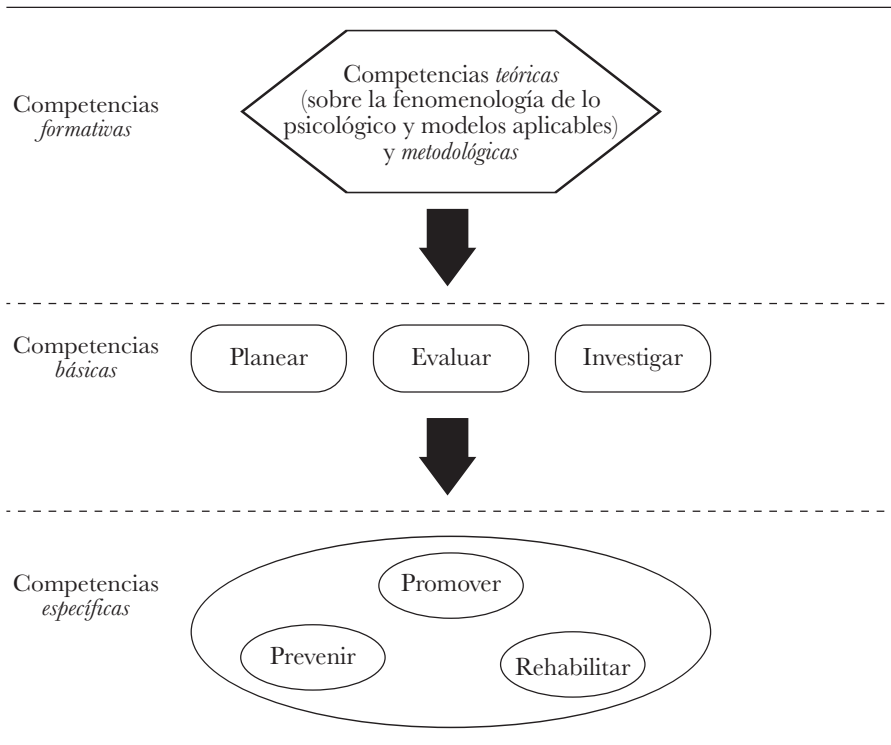 Competencias
formativas
Competencias teóricas
(sobre la fenomenología de lo
psicológico y modelos aplicables)
y metodológicas
Competencias
básicas
Planear
Evaluar
Investigar
Competencias
específicas
Promover
Prevenir
Rehabilitar